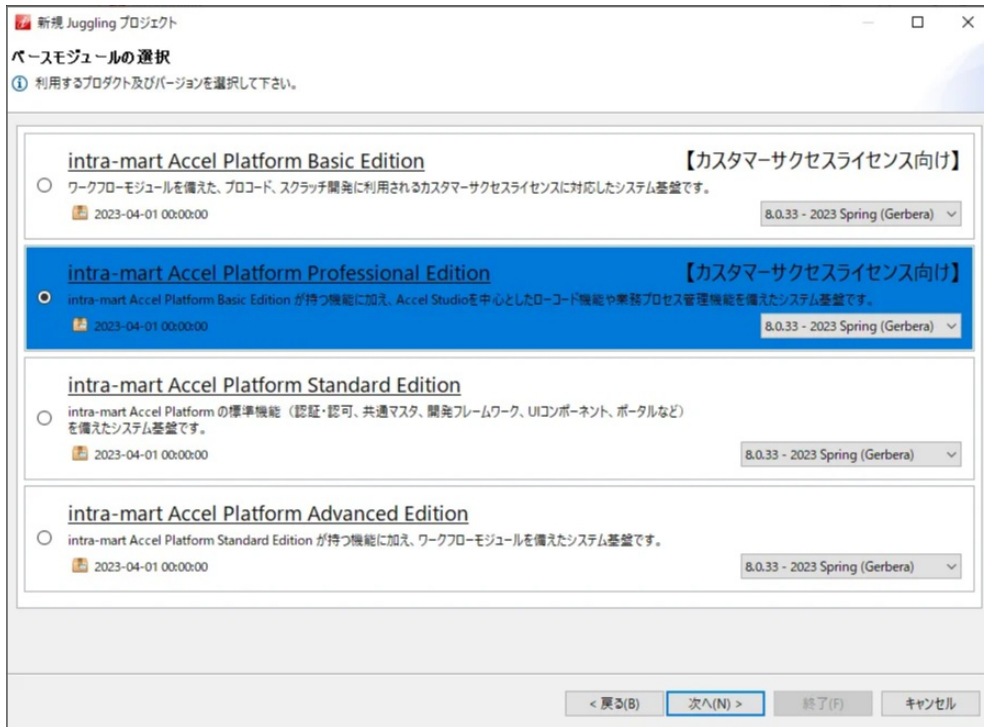 新規 Juggling プロジェクト
ベースモジュールの選択
利用するプロダクト及びバージョンを選択して下さい。
intra-mart Accel Platform Basic Edition 【カスタマーサクセスライセンス向け】
ワークフローモジュールを備えた、プロコード、スクラッチ開発に利用されるカスタマーサクセスライセンスに対応したシステム基盤です。
2023-04-01 00:00:00 8.0.33 - 2023 Spring (Gerbera)
intra-mart Accel Platform Professional Edition 【カスタマーサクセスライセンス向け】
intra-mart Accel Platform Basic Edition が持つ機能に加え、Accel Studioを中心としたローコード機能や業務プロセス管理機能を備えたシステム基盤です。
2023-04-01 00:00:00 8.0.33 - 2023 Spring (Gerbera)
intra-mart Accel Platform Standard Edition
intra-mart Accel Platform の標準機能（認証・認可、共通マスタ、開発フレームワーク、UIコンポーネント、ポータルなど）
を備えたシステム基盤です。
2023-04-01 00:00:00 8.0.33 - 2023 Spring (Gerbera)
intra-mart Accel Platform Advanced Edition
intra-mart Accel Platform Standard Edition が持つ機能に加え、ワークフローモジュールを備えたシステム基盤です。
2023-04-01 00:00:00 8.0.33 - 2023 Spring (Gerbera)
< 戻る(B) 次へ(N) > 終了(F) キャンセル